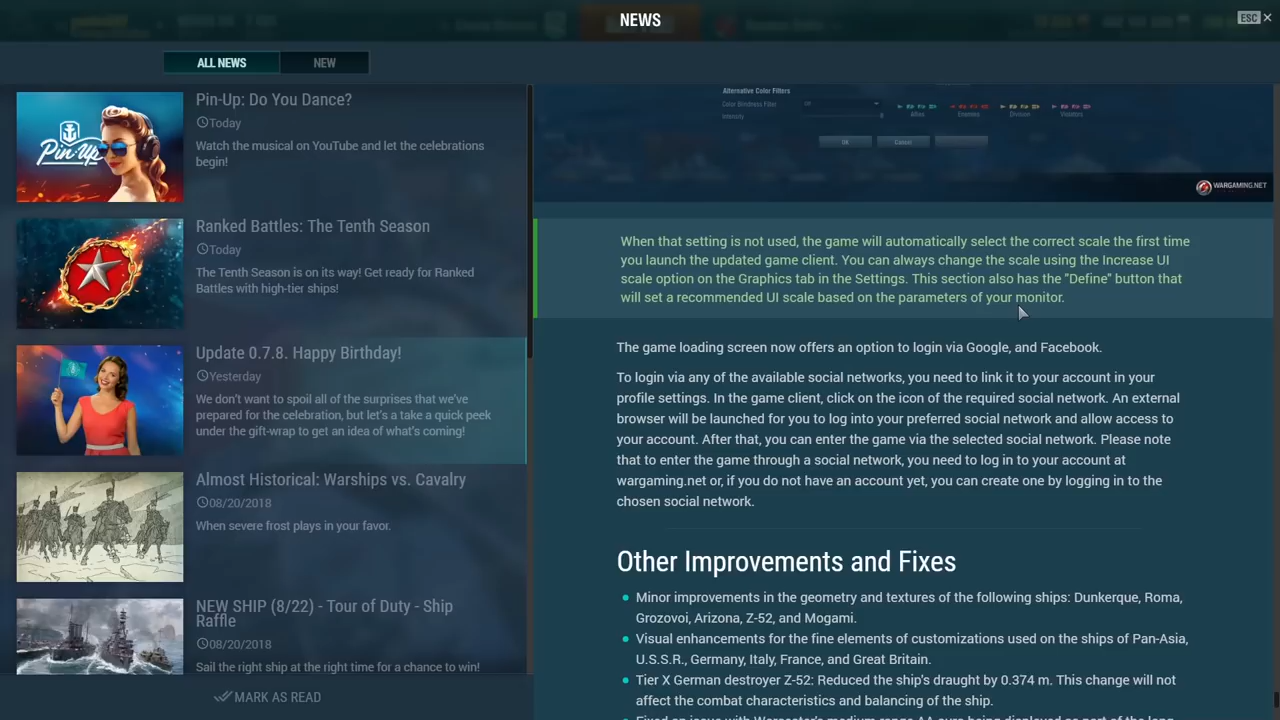 NEWS
ESC
ALL NEWS
NEW
Pin-Up: Do You Dance?
Today
Watch the musical on YouTube and let the celebrations
begin!
Pin-Up
Ranked Battles: The Tenth Season
Today
The Tenth Season is on its way! Get ready for Ranked
Battles with high-tier ships!
Update 0.7.8. Happy Birthday!
Yesterday
We don't want to spoil all of the surprises that we've
prepared for the celebration, but let's a take a quick peek
under the gift-wrap to get an idea of what's coming!
Almost Historical: Warships vs. Cavalry
08/20/2018
When severe frost plays in your favor.
NEW SHIP (8/22) - Tour of Duty - Ship
Raffle
08/20/2018
Sail the right ship at the right time for a chance to win!
MARK AS READ
Alternative Color Filters
Color Blindness Filter
Off
Intensity
Allies
Enemies
Division
Violators
OK
Cancel
WARGAMING.NET
When that setting is not used, the game will automatically select the correct scale the first time
you launch the updated game client. You can always change the scale using the Increase UI
scale option on the Graphics tab in the Settings. This section also has the "Define" button that
will set a recommended UI scale based on the parameters of your monitor.
The game loading screen now offers an option to login via Google, and Facebook.
To login via any of the available social networks, you need to link it to your account in your
profile settings. In the game client, click on the icon of the required social network. An external
browser will be launched for you to log into your preferred social network and allow access to
your account. After that, you can enter the game via the selected social network. Please note
that to enter the game through a social network, you need to log in to your account at
wargaming.net or, if you do not have an account yet, you can create one by logging in to the
chosen social network.
Other Improvements and Fixes
Minor improvements in the geometry and textures of the following ships: Dunkerque, Roma,
Grozovoi, Arizona, Z-52, and Mogami.
Visual enhancements for the fine elements of customizations used on the ships of Pan-Asia,
U.S.S.R., Germany, Italy, France, and Great Britain.
Tier X German destroyer Z-52: Reduced the ship's draught by 0.374 m. This change will not
affect the combat characteristics and balancing of the ship.